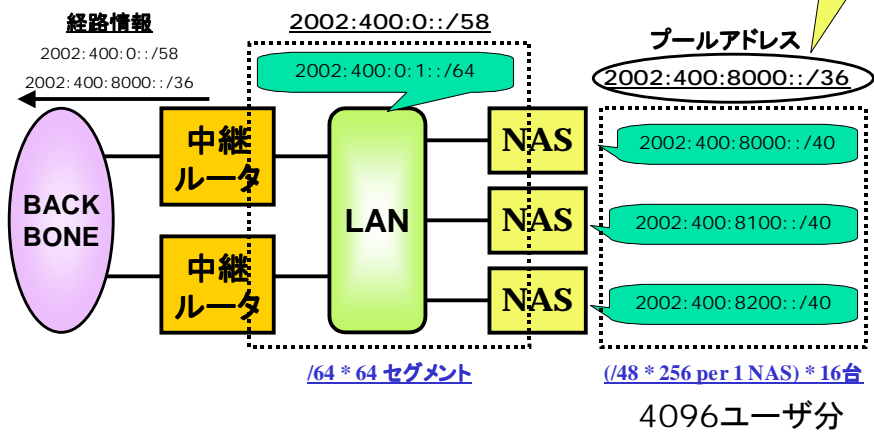 経路情報
2002:400:0::/58
2002:400:8000::/36
2002:400:0::/58
2002:400:0:1::/64
プールアドレス
2002:400:8000::/36
BACK
BONE
中継
ルータ
中継
ルータ
LAN
NAS
NAS
NAS
2002:400:8000::/40
2002:400:8100::/40
2002:400:8200::/40
/64 * 64 セグメント
(/48 * 256 per 1 NAS) * 16台
4096ユーザ分